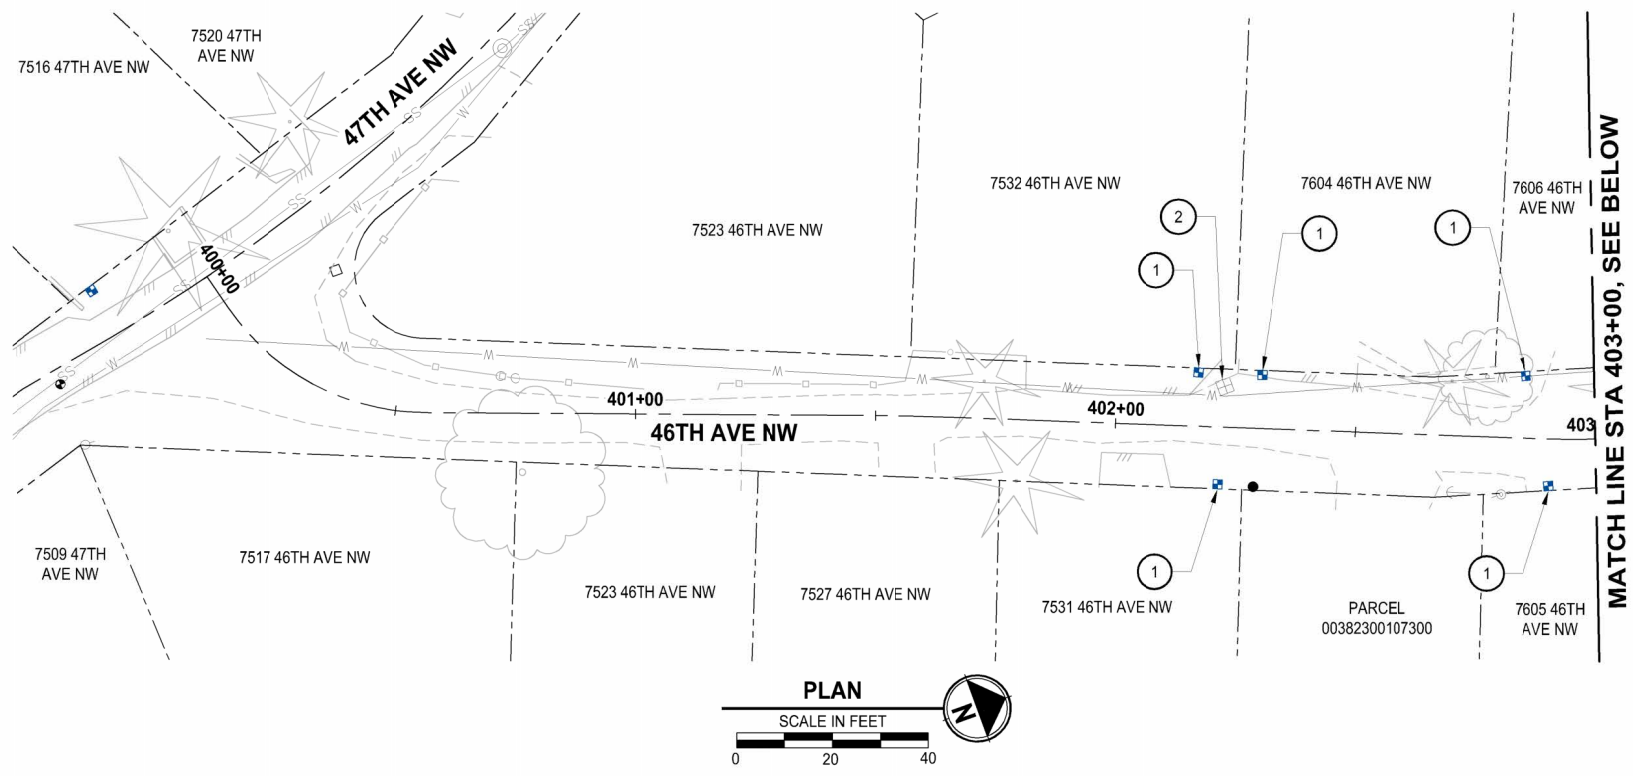 7520 47TH
AVE NW
7516 47TH AVE NW
47TH AVE NW
SS
SS
W
SS
W
400+00
SS
W
7523 46TH AVE NW
7532 46TH AVE NW
7604 46TH AVE NW
7606 46TH
AVE NW
2
1
1
1
MATCH LINE STA 403+00, SEE BELOW
W
W
W
W
W
W
W
W
W
C C
401+00
402+00
403
46TH AVE NW
7509 47TH
AVE NW
7517 46TH AVE NW
7523 46TH AVE NW
7527 46TH AVE NW
1
7531 46TH AVE NW
1
PARCEL
00382300107300
7605 46TH
AVE NW
PLAN
SCALE IN FEET
0 20 40
N